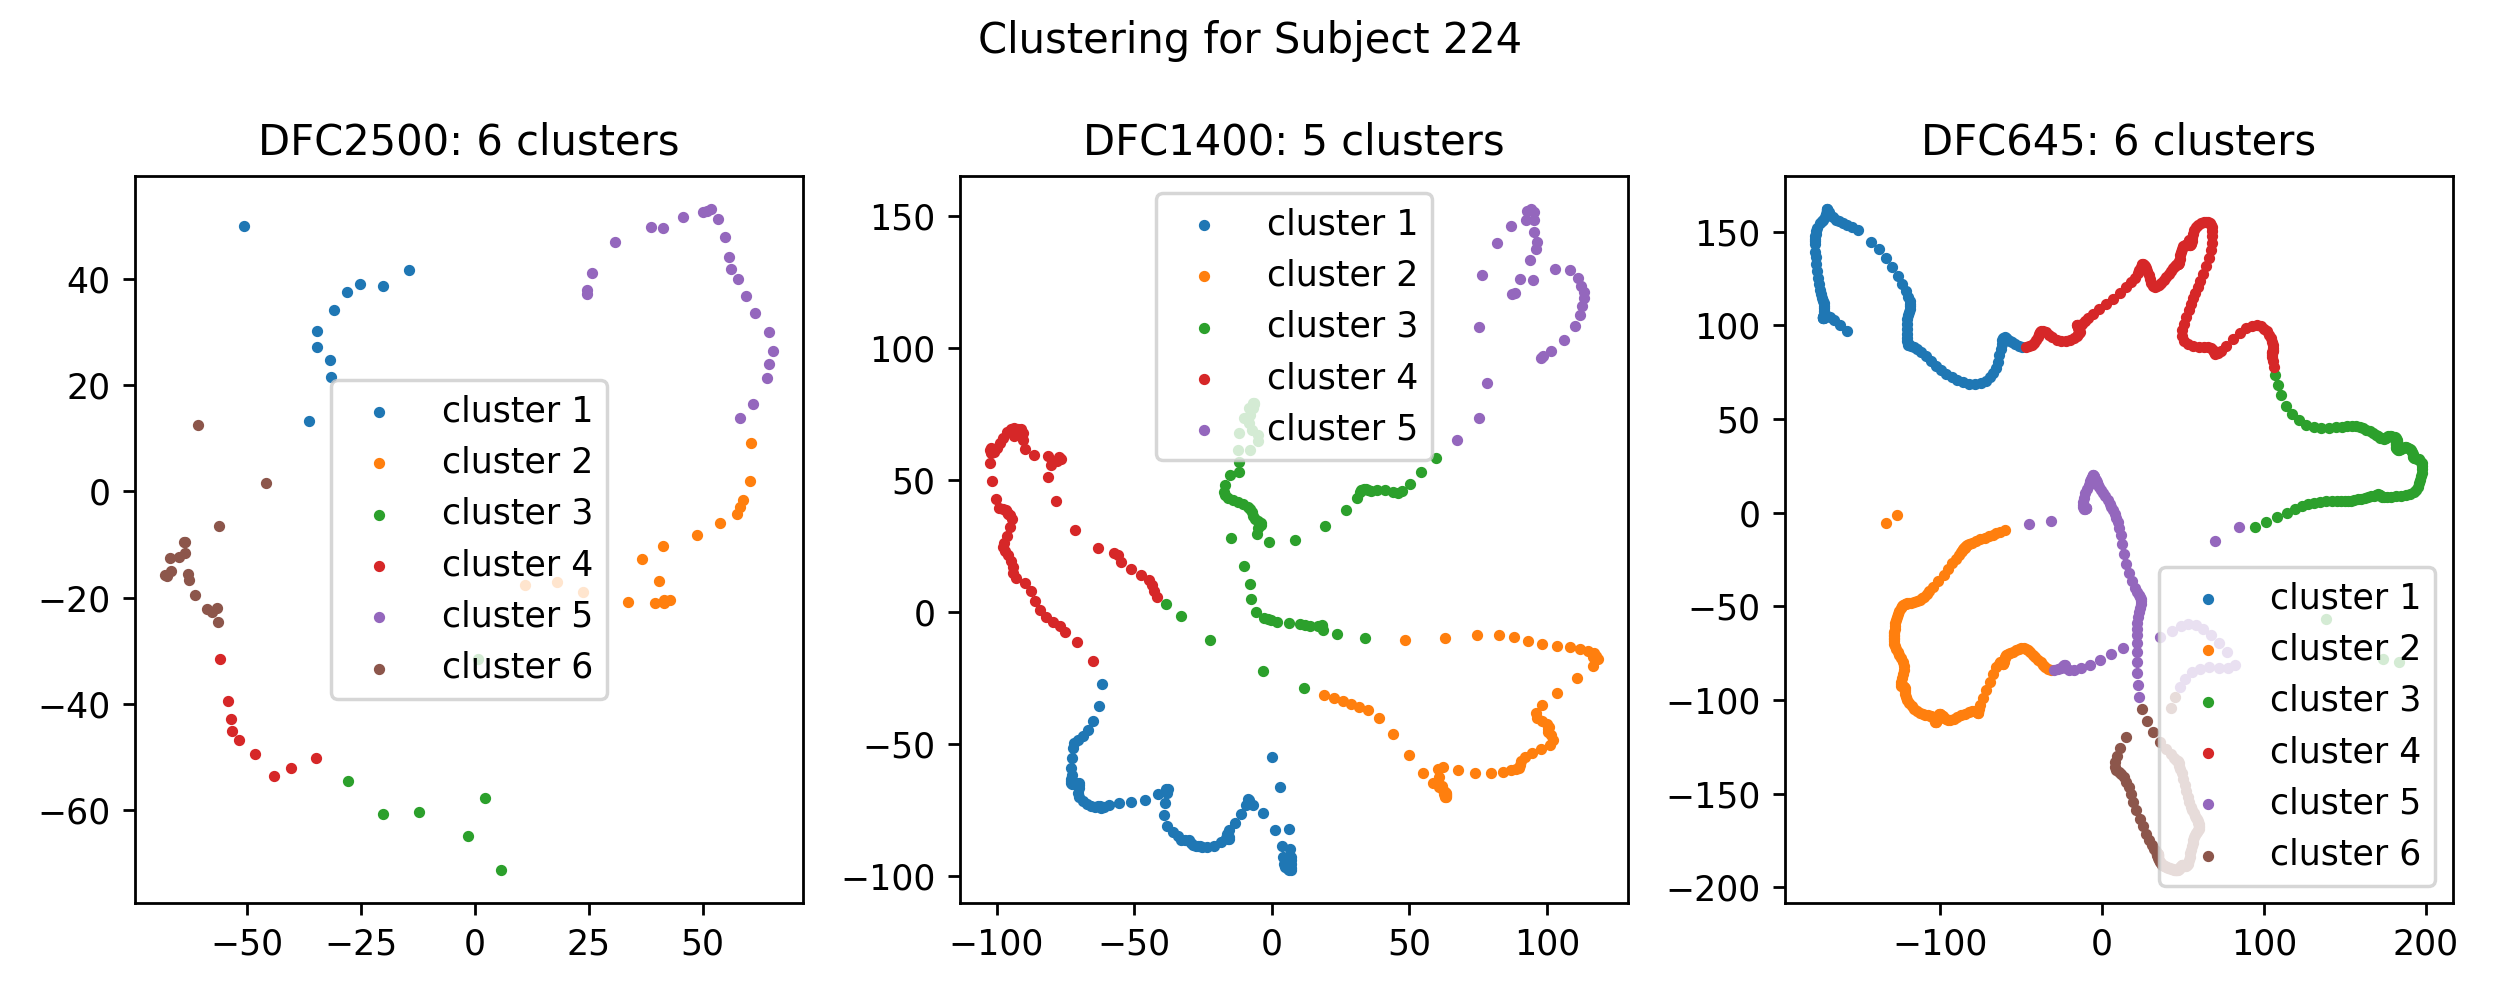 Clustering for Subject 224
DFC2500: 6 clusters
40
20
0
−20
−40
−60
−50
−25
0
25
50
cluster 1
cluster 2
cluster 3
cluster 4
cluster 5
cluster 6
DFC1400: 5 clusters
150
100
50
0
−50
−100
−100
−50
0
50
100
cluster 1
cluster 2
cluster 3
cluster 4
cluster 5
DFC645: 6 clusters
150
100
50
0
−50
−100
−150
−200
−100
0
100
200
cluster 1
cluster 2
cluster 3
cluster 4
cluster 5
cluster 6